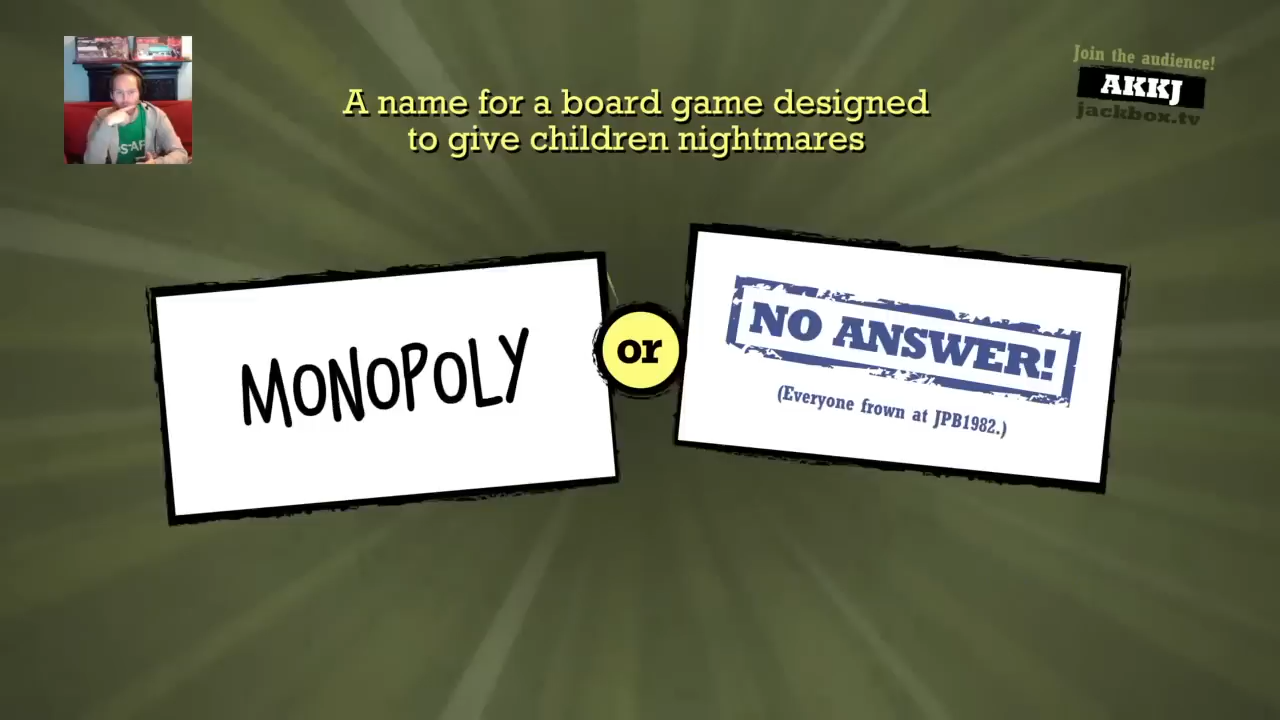 Join the audience!
AKKJ
jackbox.tv
A name for a board game designed
to give children nightmares
MONOPOLY
or
NO ANSWER!
(Everyone frown at JPB1982.)